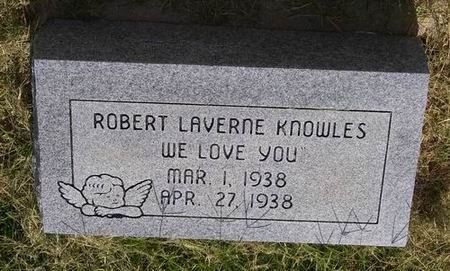 ROBERT LAVERNE KNOWLES
WE LOVE YOU
MAR. 1, 1938
APR. 27, 1938